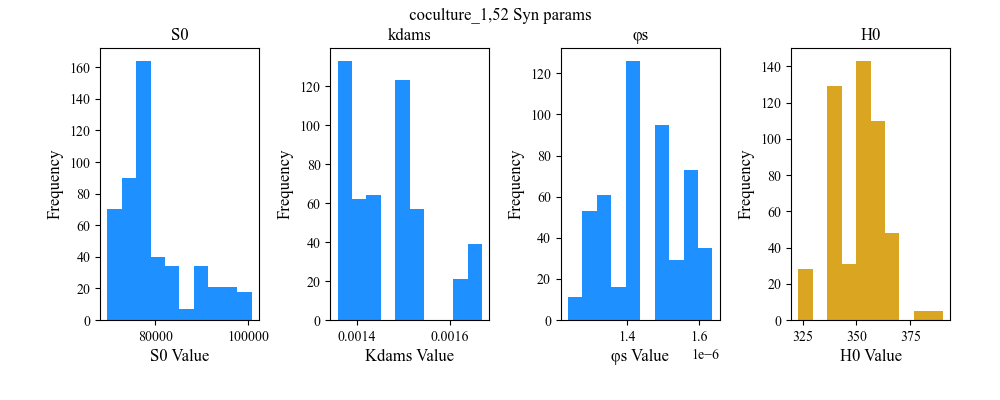 coculture_1,52 Syn params
S0
kdams
φs
H0
Frequency
160
140
120
100
80
60
40
20
0
80000
100000
S0 Value
Frequency
120
100
80
60
40
20
0
0.0014
0.0016
Kdams Value
Frequency
120
100
80
60
40
20
0
1.4
1.6
1e−6
φs Value
Frequency
140
120
100
80
60
40
20
0
325
350
375
H0 Value